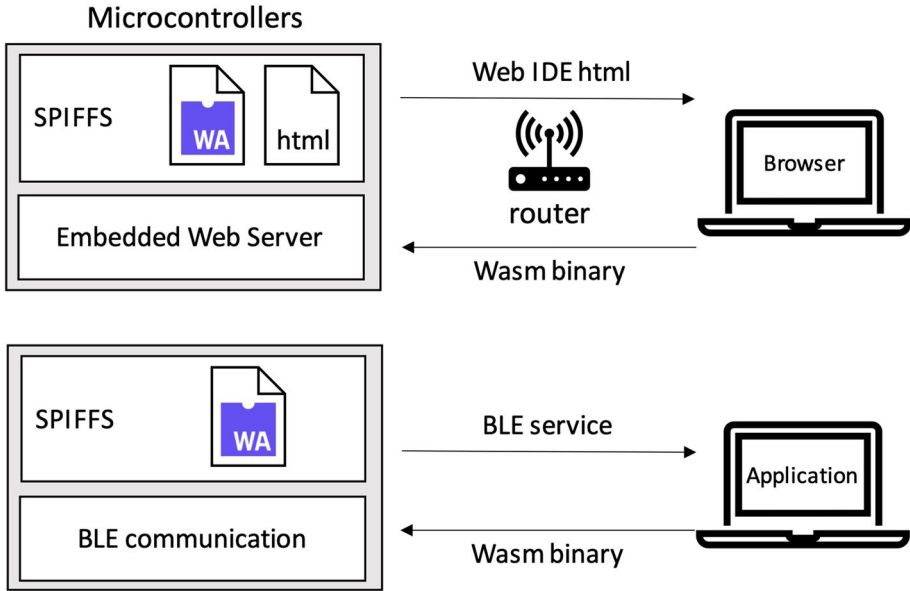 Microcontrollers
SPIFFS
WA
html
Embedded Web Server
Web IDE html
router
Wasm binary
Browser
SPIFFS
WA
BLE communication
BLE service
Wasm binary
Application